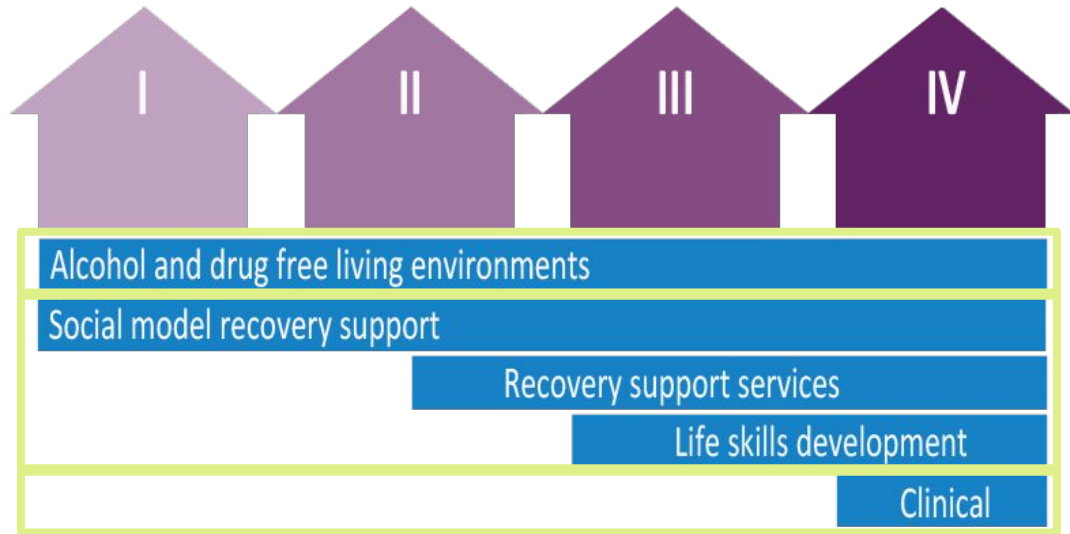 I
II
III
IV
Alcohol and drug free living environments
Social model recovery support
Recovery support services
Life skills development
Clinical